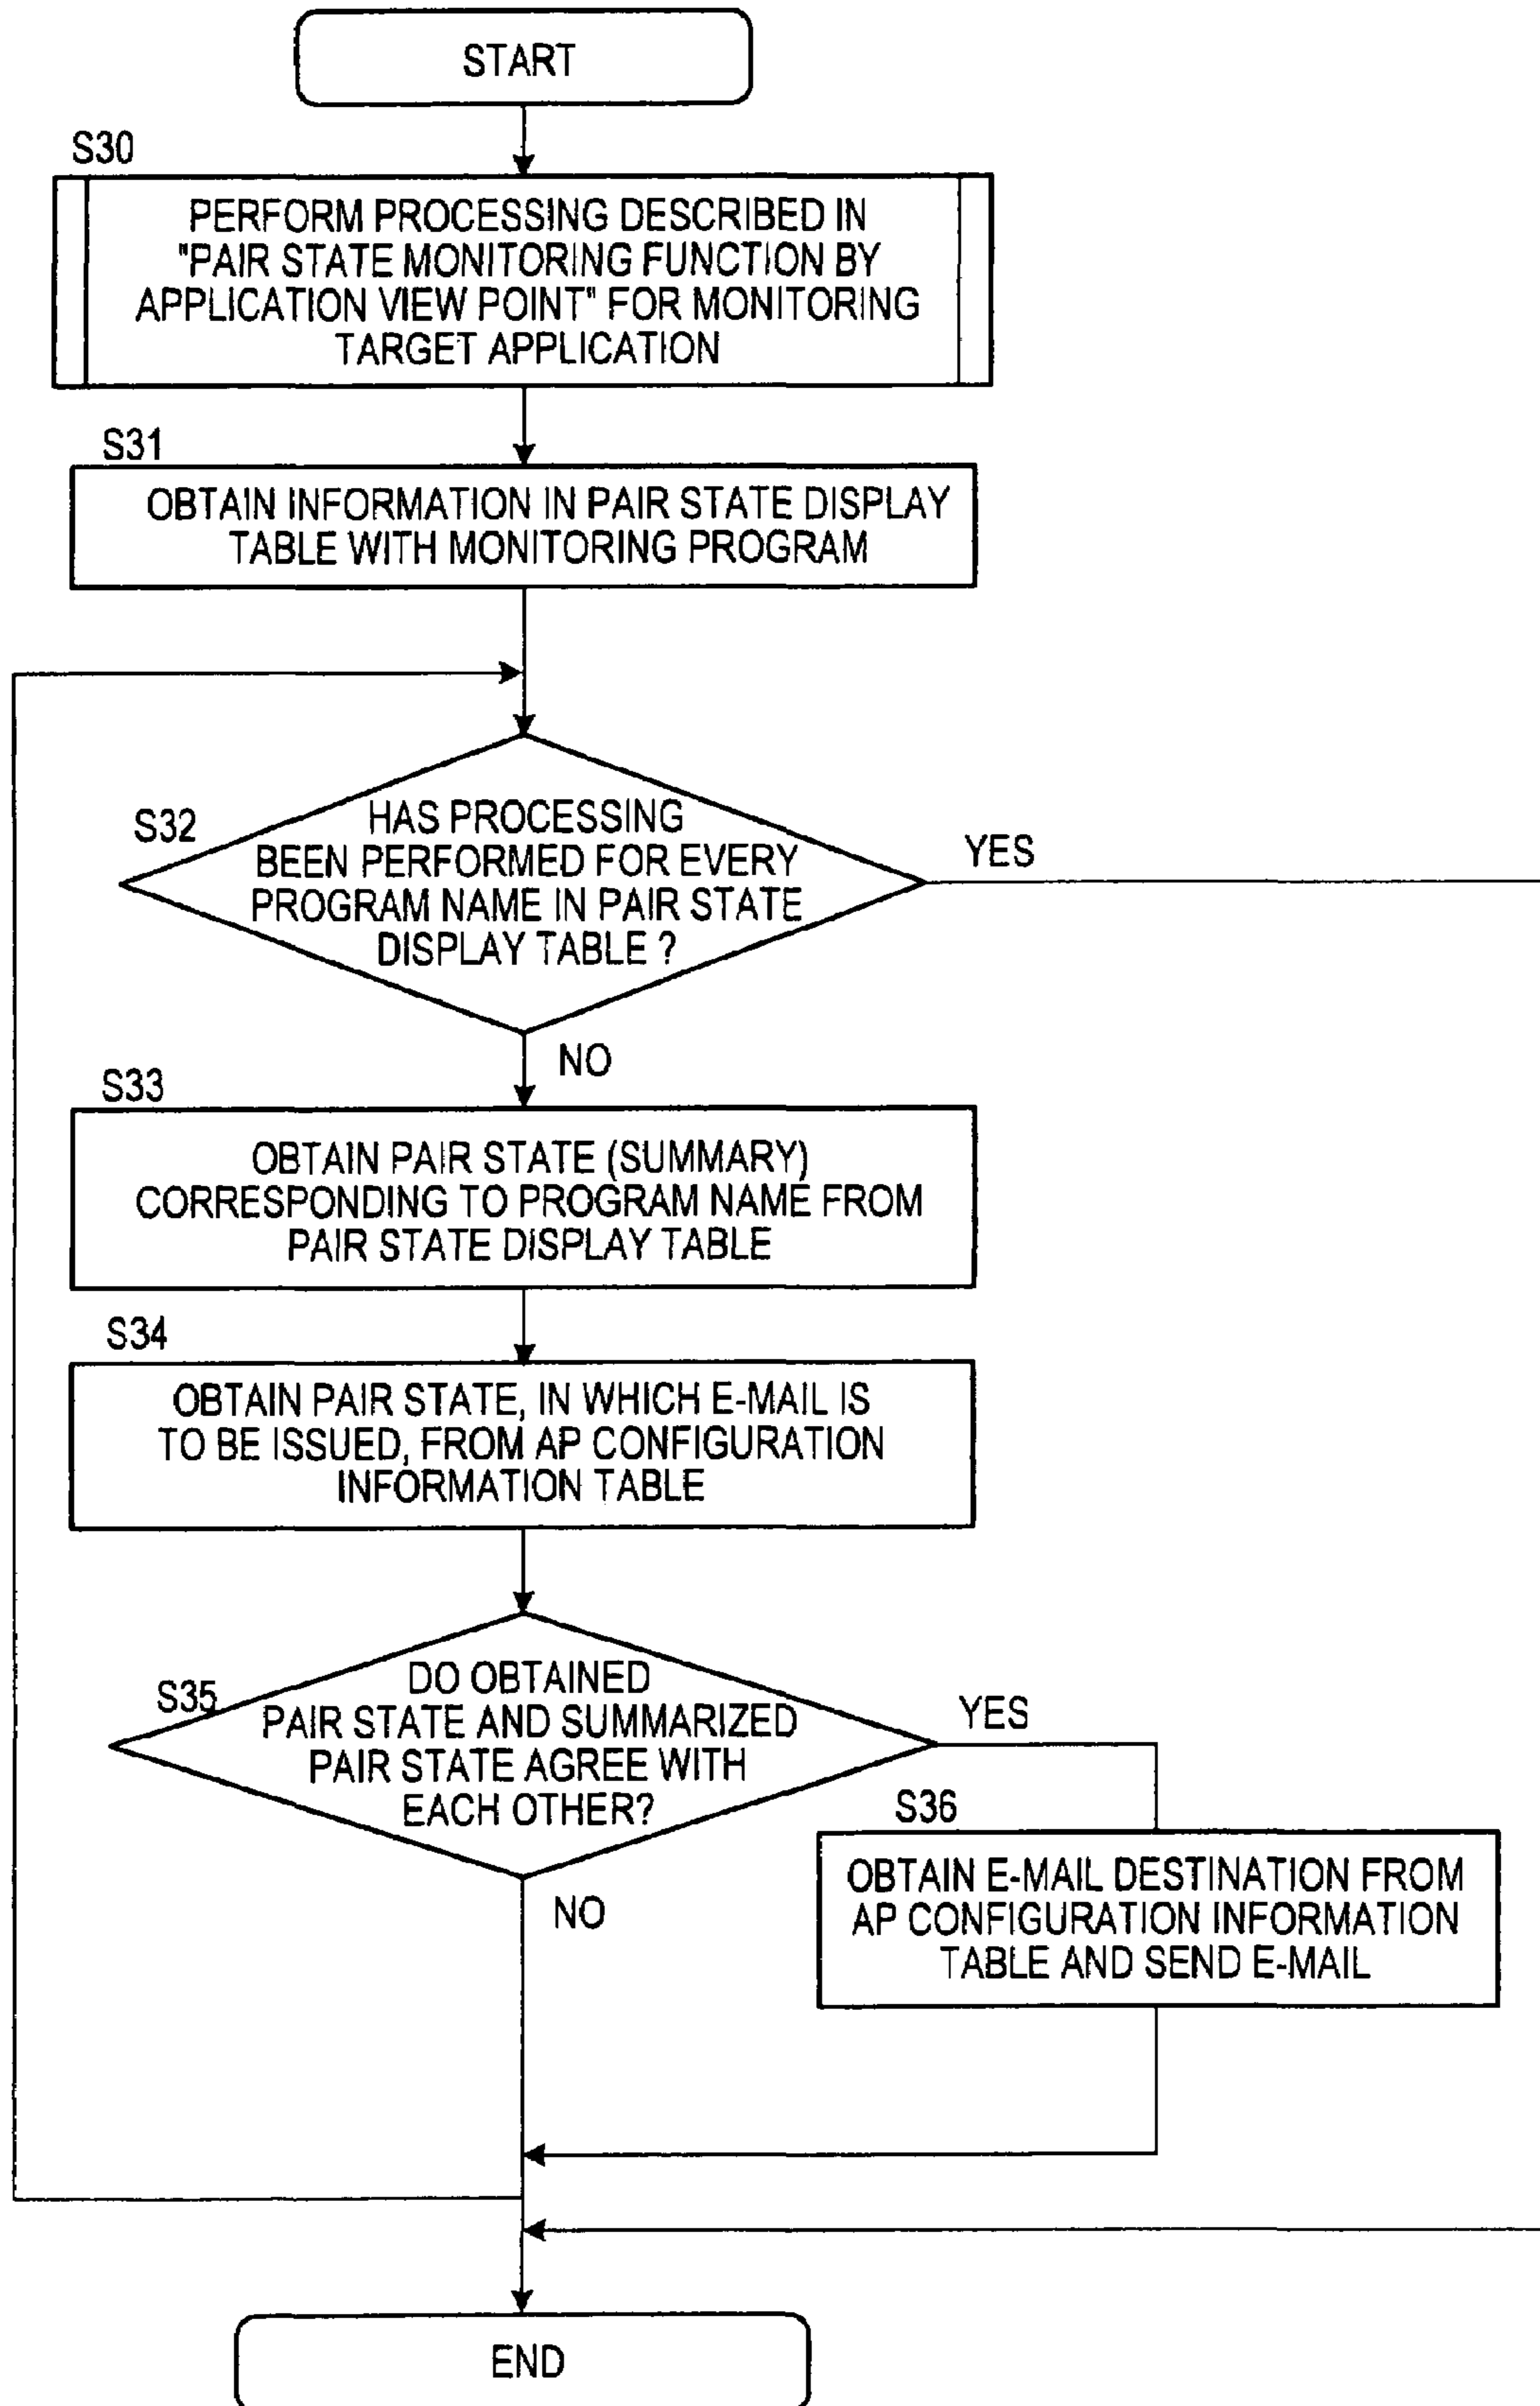 START
S30
PERFORM PROCESSING DESCRIBED IN
"PAIR STATE MONITORING FUNCTION BY
APPLICATION VIEW POINT" FOR MONITORING
TARGET APPLICATION
S31
OBTAIN INFORMATION IN PAIR STATE DISPLAY
TABLE WITH MONITORING PROGRAM
S32
HAS PROCESSING
BEEN PERFORMED FOR EVERY
PROGRAM NAME IN PAIR STATE
DISPLAY TABLE ?
YES
NO
S33
OBTAIN PAIR STATE (SUMMARY)
CORRESPONDING TO PROGRAM NAME FROM
PAIR STATE DISPLAY TABLE
S34
OBTAIN PAIR STATE, IN WHICH E-MAIL IS
TO BE ISSUED, FROM AP CONFIGURATION
INFORMATION TABLE
S35
DO OBTAINED
PAIR STATE AND SUMMARIZED
PAIR STATE AGREE WITH
EACH OTHER?
YES
NO
S36
OBTAIN E-MAIL DESTINATION FROM
AP CONFIGURATION INFORMATION
TABLE AND SEND E-MAIL
END